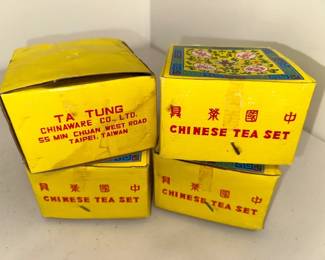 TA TUNG
CHINAWARE CO., LTD.
55 MIN CHUAN WEST ROAD
TAIPEI, TAIWAN
中國茶具
CHINESE TEA SET
中國茶具
CHINESE TEA SET
中國茶具
CHINESE TEA SET